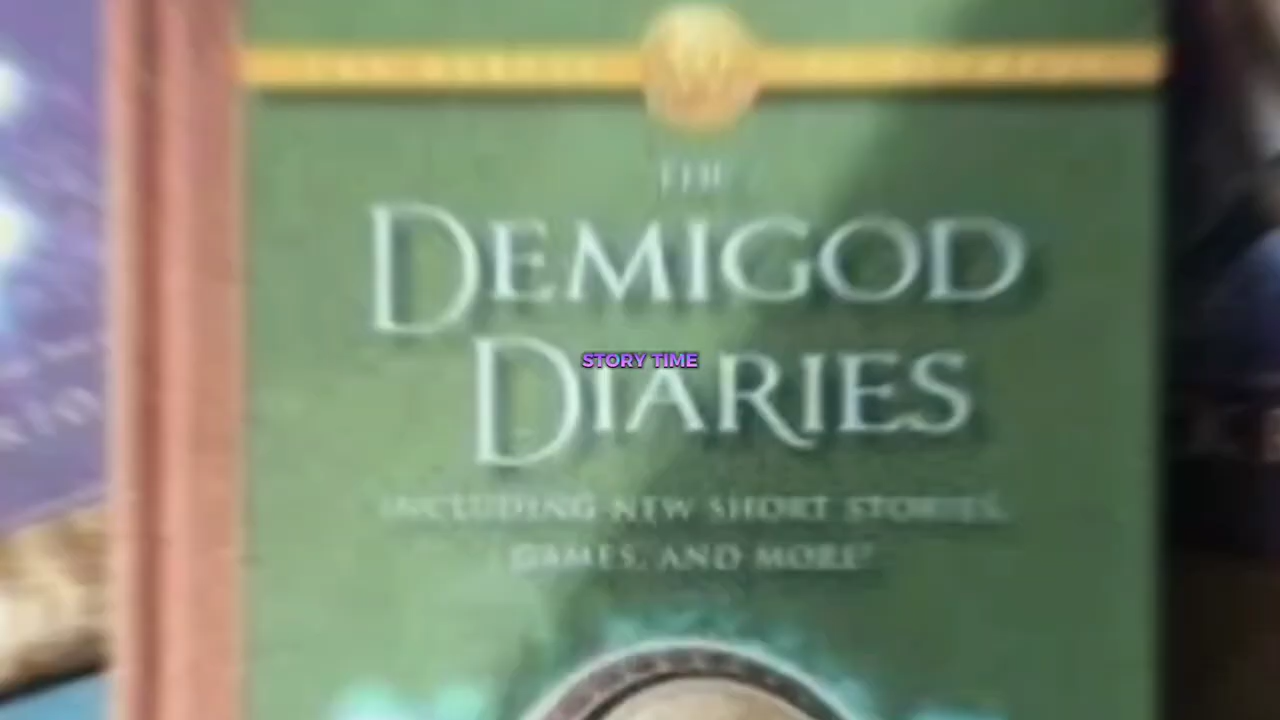 THE
DEMIGOD
DIARIES
STORY TIME
INCLUDING NEW SHORT STORIES,
GAMES, AND MORE!